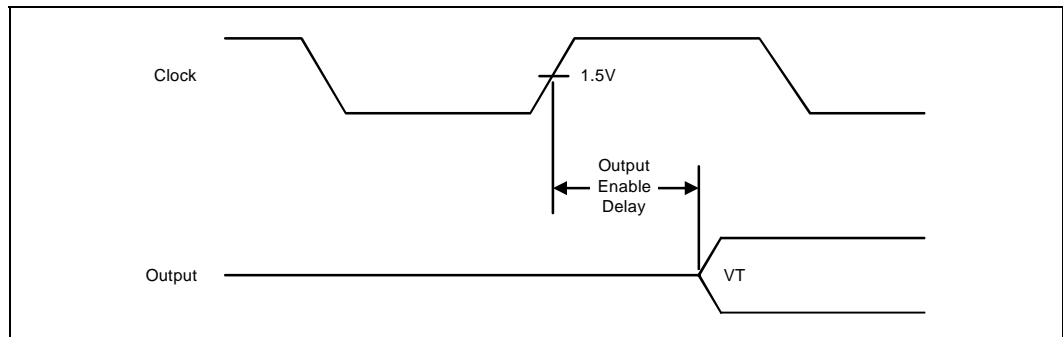 Clock
1.5V
Output
Enable
Delay
Output
VT